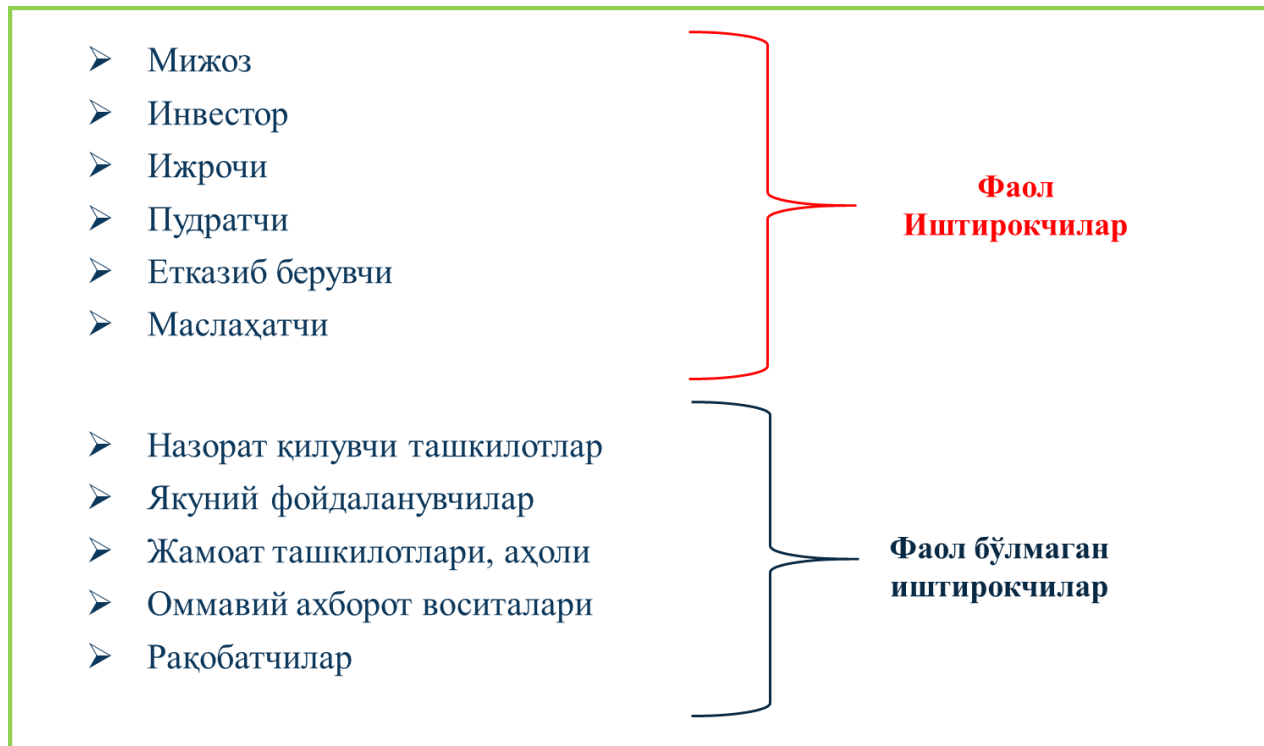 Мижоз
Инвестор
Ижрочи
Пудратчи
Етказиб берувчи
Маслаҳатчи
Фаол
Иштирокчилар
Назорат қилувчи ташкилотлар
Якуний фойдаланувчилар
Жамоат ташкилотлари, аҳоли
Оммавий ахборот воситалари
Рақобатчилар
Фаол бўлмаган
иштирокчилар